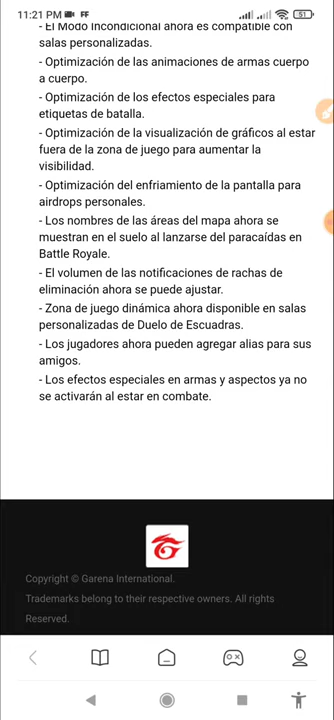 11:21 PM FF 51
- El Modo Incondicional ahora es compatible con
salas personalizadas.
- Optimización de las animaciones de armas cuerpo
a cuerpo.
- Optimización de los efectos especiales para
etiquetas de batalla.
- Optimización de la visualización de gráficos al estar
fuera de la zona de juego para aumentar la
visibilidad.
- Optimización del enfriamiento de la pantalla para
airdrops personales.
- Los nombres de las áreas del mapa ahora se
muestran en el suelo al lanzarse del paracaídas en
Battle Royale.
- El volumen de las notificaciones de rachas de
eliminación ahora se puede ajustar.
- Zona de juego dinámica ahora disponible en salas
personalizadas de Duelo de Escuadras.
- Los jugadores ahora pueden agregar alias para sus
amigos.
- Los efectos especiales en armas y aspectos ya no
se activarán al estar en combate.
Copyright © Garena International.
Trademarks belong to their respective owners. All rights
Reserved.